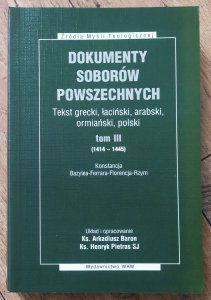 Źródła Myśli Teologicznej
DOKUMENTY
SOBORÓW
POWSZECHNYCH
Tekst grecki, łaciński, arabski,
ormiański, polski
tom III
(1414 – 1445)
Konstancja
Bazylea-Ferrara-Florencja-Rzym
Układ i opracowanie
Ks. Arkadiusz Baron
Ks. Henryk Pietras SJ
Wydawnictwo WAM